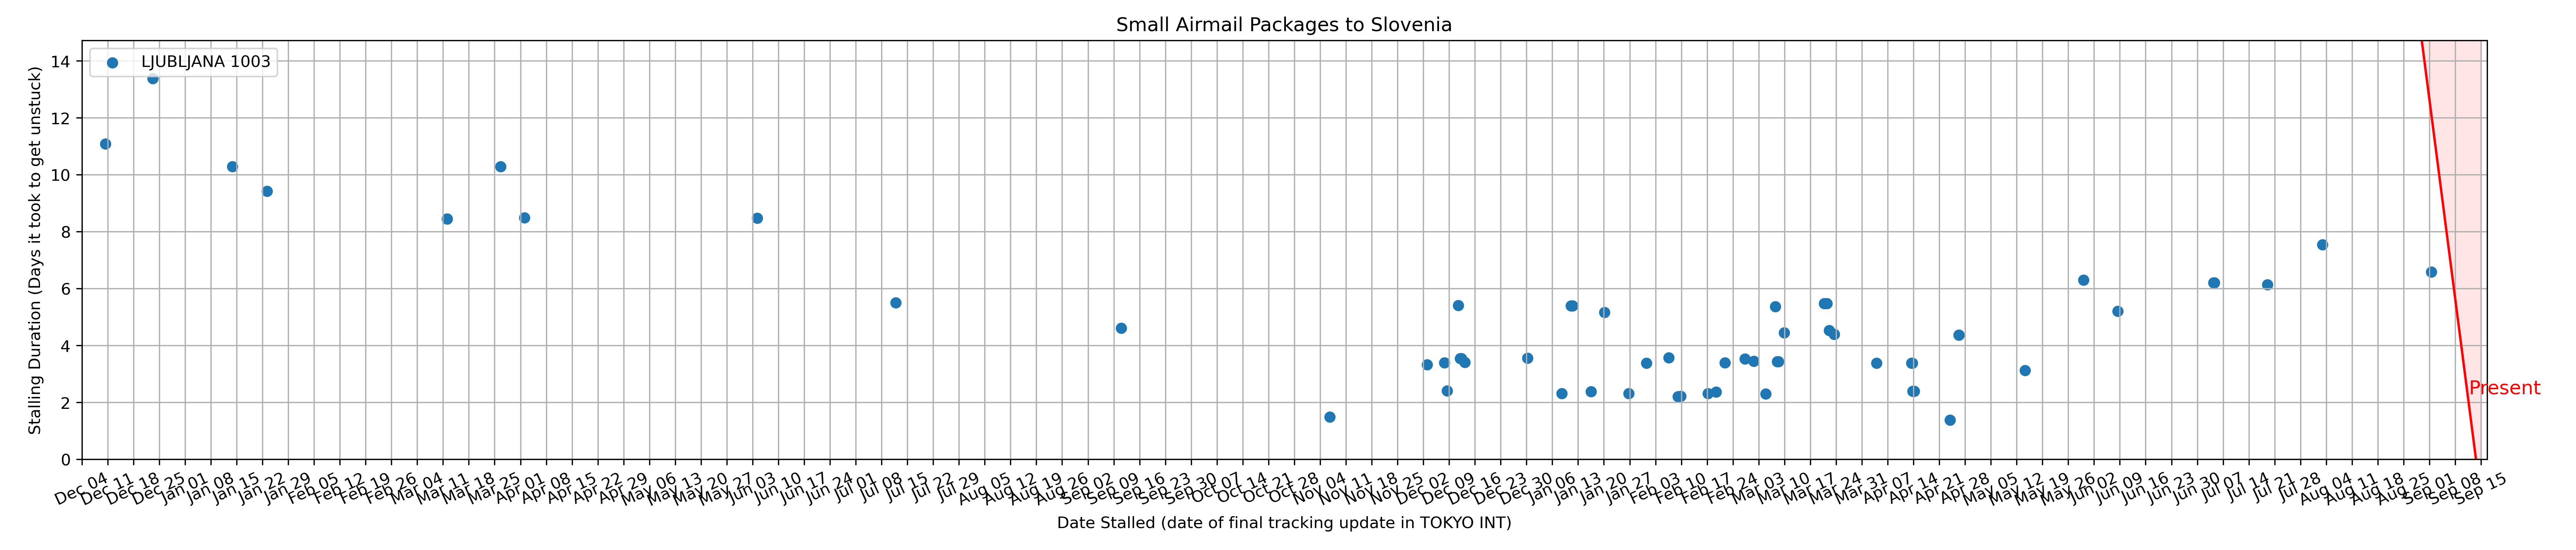 Small Airmail Packages to Slovenia
LJUBLJANA 1003
Stalling Duration (Days it took to get unstuck)
14
12
10
8
6
4
2
0
Present
Dec 04 Dec 11 Dec 18 Dec 25 Jan 01 Jan 08 Jan 15 Jan 22 Jan 29 Feb 05 Feb 12 Feb 19 Feb 26 Mar 04 Mar 11 Mar 18 Mar 25 Apr 01 Apr 08 Apr 15 Apr 22 Apr 29 May 06 May 13 May 20 May 27 Jun 03 Jun 10 Jun 17 Jun 24 Jul 01 Jul 08 Jul 15 Jul 22 Jul 29 Aug 05 Aug 12 Aug 19 Aug 26 Sep 02 Sep 09 Sep 16 Sep 23 Sep 30 Oct 07 Oct 14 Oct 21 Oct 28 Nov 04 Nov 11 Nov 18 Nov 25 Dec 02 Dec 09 Dec 16 Dec 23 Dec 30 Jan 06 Jan 13 Jan 20 Jan 27 Feb 03 Feb 10 Feb 17 Feb 24 Mar 03 Mar 10 Mar 17 Mar 24 Mar 31 Apr 07 Apr 14 Apr 21 Apr 28 May 05 May 12 May 19 May 26 Jun 02 Jun 09 Jun 16 Jun 23 Jun 30 Jul 07 Jul 14 Jul 21 Jul 28 Aug 04 Aug 11 Aug 18 Aug 25 Sep 01 Sep 08 Sep 15
Date Stalled (date of final tracking update in TOKYO INT)